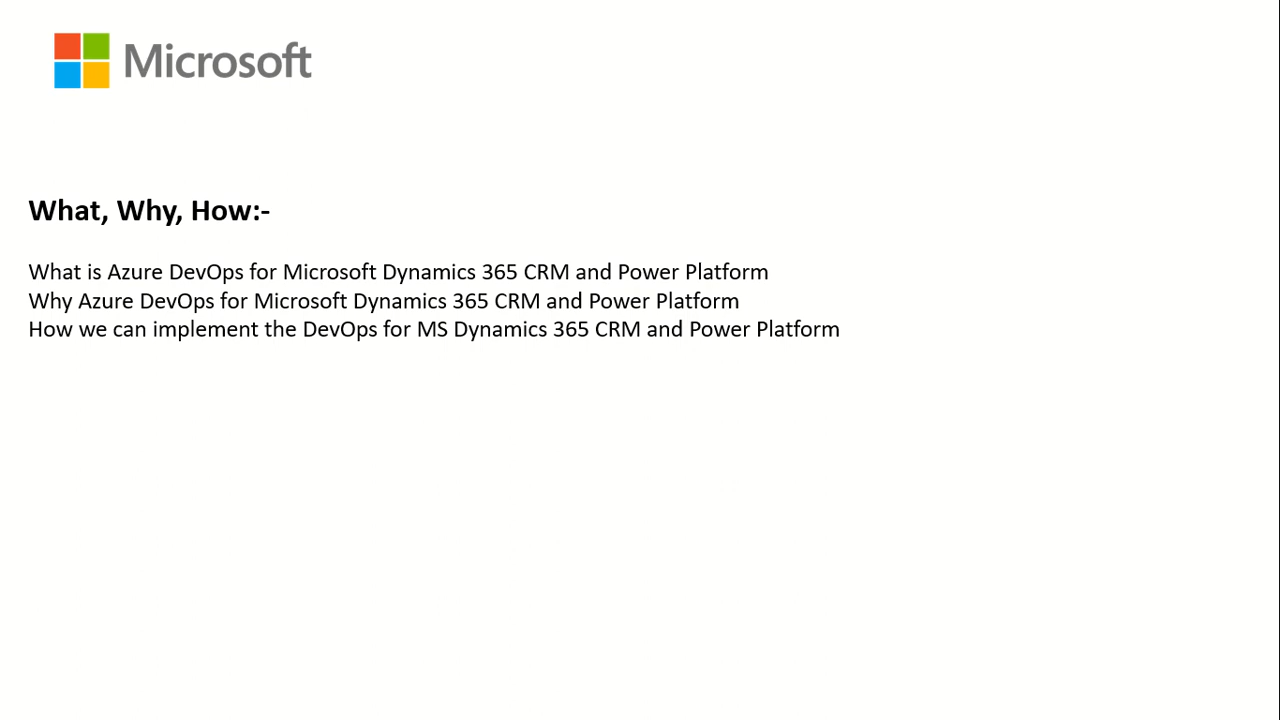 Microsoft
What, Why, How:-
What is Azure DevOps for Microsoft Dynamics 365 CRM and Power Platform
Why Azure DevOps for Microsoft Dynamics 365 CRM and Power Platform
How we can implement the DevOps for MS Dynamics 365 CRM and Power Platform